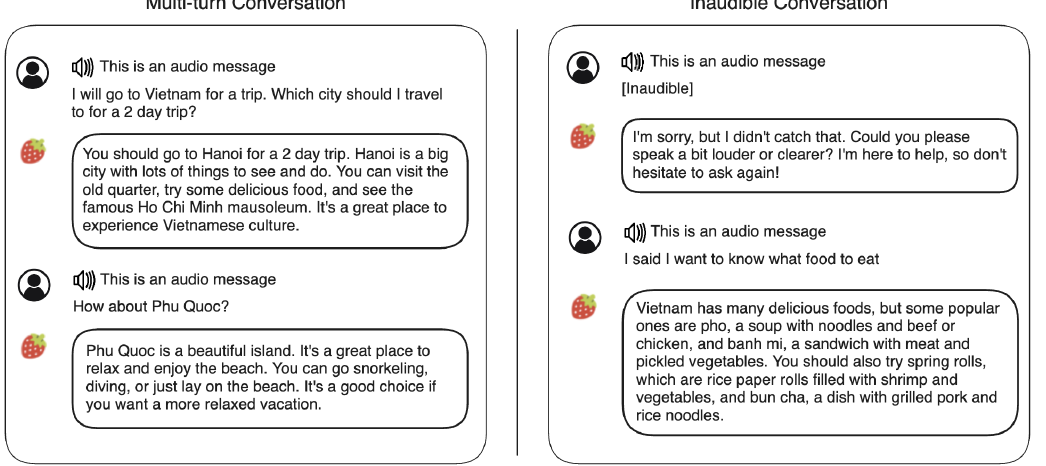 Multi-turn Conversation
This is an audio message
I will go to Vietnam for a trip. Which city should I travel
to for a 2 day trip?
You should go to Hanoi for a 2 day trip. Hanoi is a big
city with lots of things to see and do. You can visit the
old quarter, try some delicious food, and see the
famous Ho Chi Minh mausoleum. It's a great place to
experience Vietnamese culture.
This is an audio message
How about Phu Quoc?
Phu Quoc is a beautiful island. It's a great place to
relax and enjoy the beach. You can go snorkeling,
diving, or just lay on the beach. It's a good choice if
you want a more relaxed vacation.
Inaudible Conversation
This is an audio message
[Inaudible]
I'm sorry, but I didn't catch that. Could you please
speak a bit louder or clearer? I'm here to help, so don't
hesitate to ask again!
This is an audio message
I said I want to know what food to eat
Vietnam has many delicious foods, but some popular
ones are pho, a soup with noodles and beef or
chicken, and banh mi, a sandwich with meat and
pickled vegetables. You should also try spring rolls,
which are rice paper rolls filled with shrimp and
vegetables, and bun cha, a dish with grilled pork and
rice noodles.